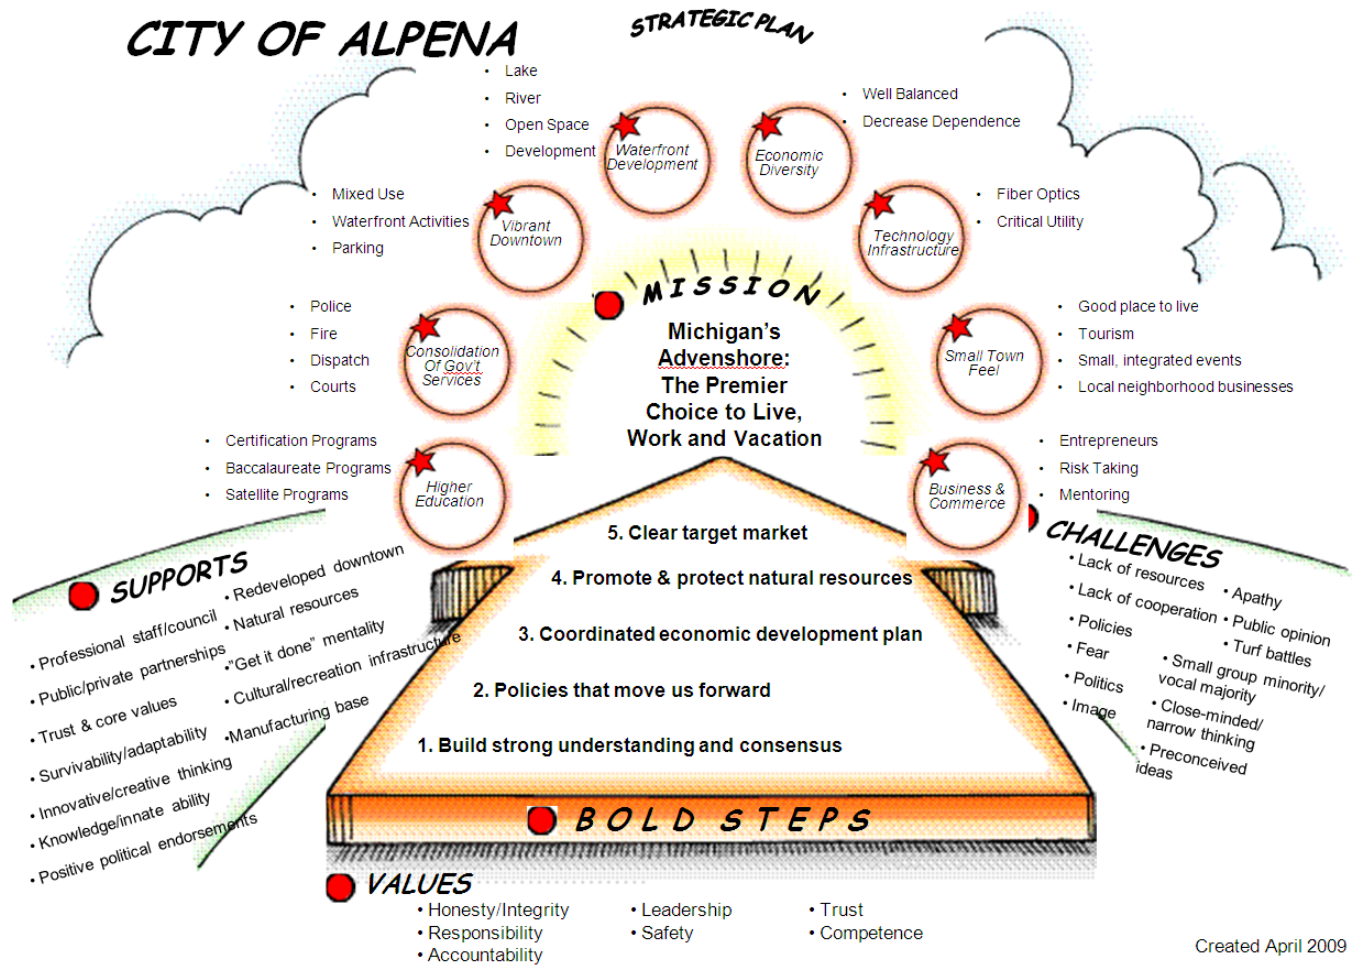 CITY OF ALPENA
STRATEGIC PLAN
• Lake
• River
• Open Space
• Development
Waterfront
Development
• Well Balanced
• Decrease Dependence
Economic
Diversity
• Mixed Use
• Waterfront Activities
• Parking
Vibrant
Downtown
• Fiber Optics
• Critical Utility
Technology
Infrastructure
• Police
• Fire
• Dispatch
• Courts
Consolidation
Of Gov't
Services
• Good place to live
• Tourism
• Small, integrated events
• Local neighborhood businesses
Small Town
Feel
• Certification Programs
• Baccalaureate Programs
• Satellite Programs
Higher
Education
• Entrepreneurs
• Risk Taking
• Mentoring
Business &
Commerce
MISSION
Michigan's
Advenshore:
The Premier
Choice to Live,
Work and Vacation
5. Clear target market
4. Promote & protect natural resources
3. Coordinated economic development plan
2. Policies that move us forward
1. Build strong understanding and consensus
BOLD STEPS
SUPPORTS
• Professional staff/council
• Public/private partnerships
• Trust & core values
• Survivability/adaptability
• Innovative/creative thinking
• Knowledge/innate ability
• Positive political endorsements
• Redeveloped downtown
• Natural resources
•"Get it done" mentality
• Cultural/recreation infrastructure
•Manufacturing base
CHALLENGES
• Lack of resources
• Lack of cooperation
• Policies
• Fear
• Politics
• Image
• Apathy
• Public opinion
• Turf battles
• Small group minority/
vocal majority
• Close-minded/
narrow thinking
• Preconceived
ideas
VALUES
• Honesty/Integrity
• Responsibility
• Accountability
• Leadership
• Safety
• Trust
• Competence
Created April 2009